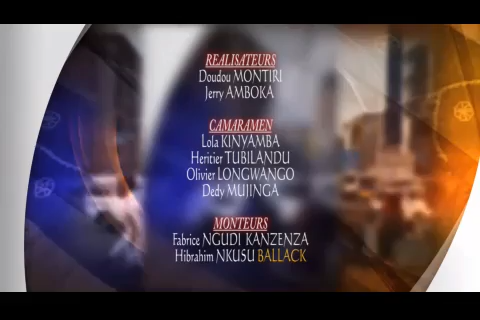 REALISATEURS
Doudou MONTIRI
Jerry AMBOKA
CAMARAMEN
Lola KINYAMBA
Heritier TUBILANDU
Olivier LONGWANGO
Dedy MUJINGA
MONTEURS
Fabrice NGUDI KANZENZA
Hibrahim NKUSU BALLACK